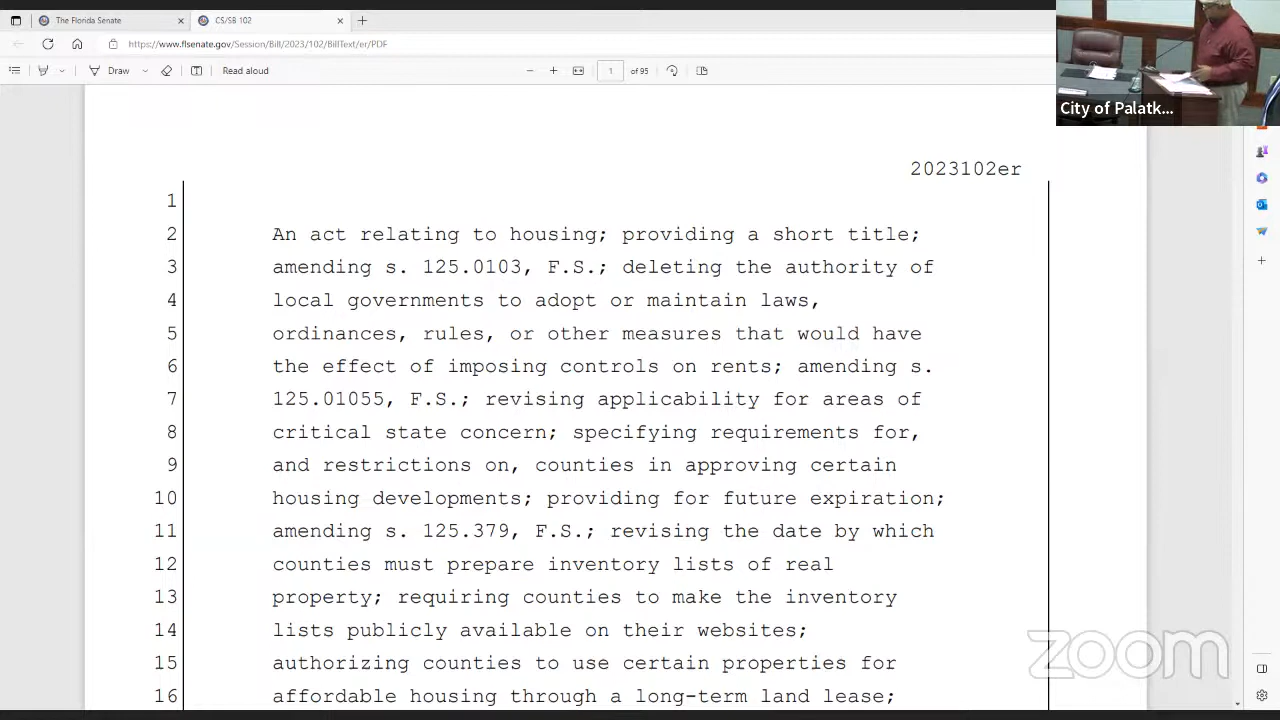 The Florida Senate
CS/SB 102
https://www.flsenate.gov/Session/Bill/2023/102/BillText/er/PDF
Draw
Read aloud
1 of 95
City of Palatk...
2023102er
1
2 An act relating to housing; providing a short title;
3 amending s. 125.0103, F.S.; deleting the authority of
4 local governments to adopt or maintain laws,
5 ordinances, rules, or other measures that would have
6 the effect of imposing controls on rents; amending s.
7 125.01055, F.S.; revising applicability for areas of
8 critical state concern; specifying requirements for,
9 and restrictions on, counties in approving certain
10 housing developments; providing for future expiration;
11 amending s. 125.379, F.S.; revising the date by which
12 counties must prepare inventory lists of real
13 property; requiring counties to make the inventory
14 lists publicly available on their websites;
15 authorizing counties to use certain properties for
16 affordable housing through a long-term land lease;
zoom